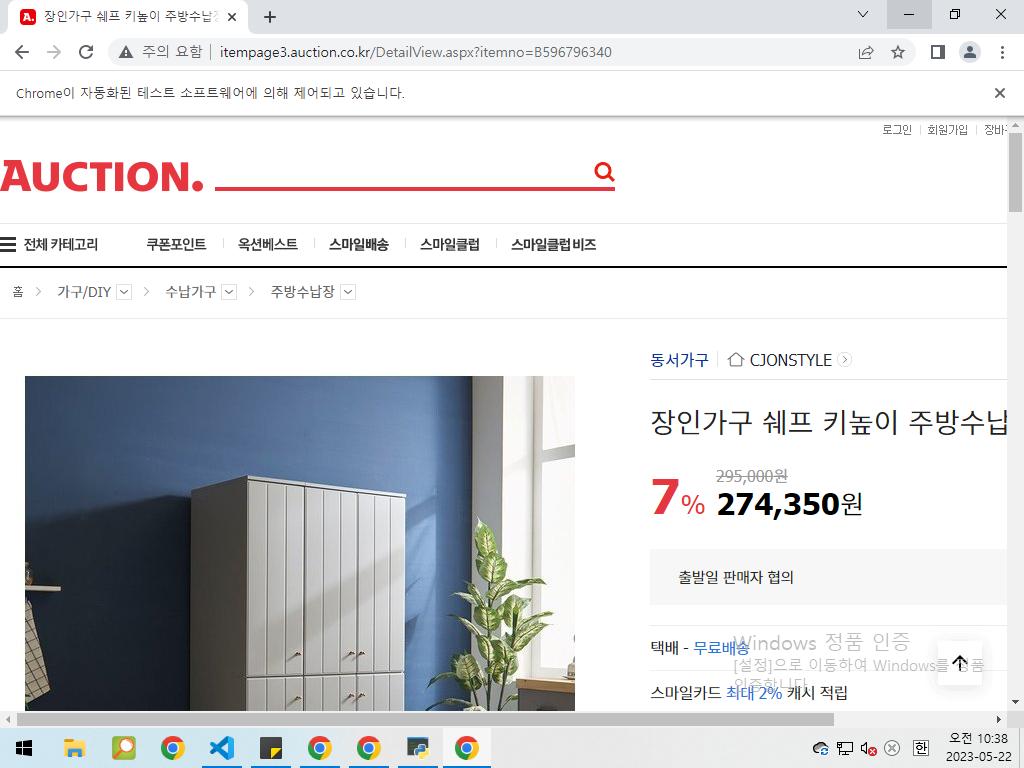 장인가구 쉐프 키높이 주방수납장
주의 요함
itempage3.auction.co.kr/DetailView.aspx?itemno=B596796340
Chrome이 자동화된 테스트 소프트웨어에 의해 제어되고 있습니다.
로그인 회원가입 장바
AUCTION.
전체 카테고리 쿠폰포인트 옥션베스트 스마일배송 스마일클럽 스마일클럽 비즈
홈 가구/DIY 수납가구 주방수납장
동서가구 CJONSTYLE
장인가구 쉐프 키높이 주방수납
295,000원
7% 274,350원
출발일 판매자 협의
택배 - 무료배송
Windows 정품 인증
[설정]으로 이동하여 Windows를 정품
인증합니다.
스마일카드 최대 2% 캐시 적립
한
오전 10:38
2023-05-22